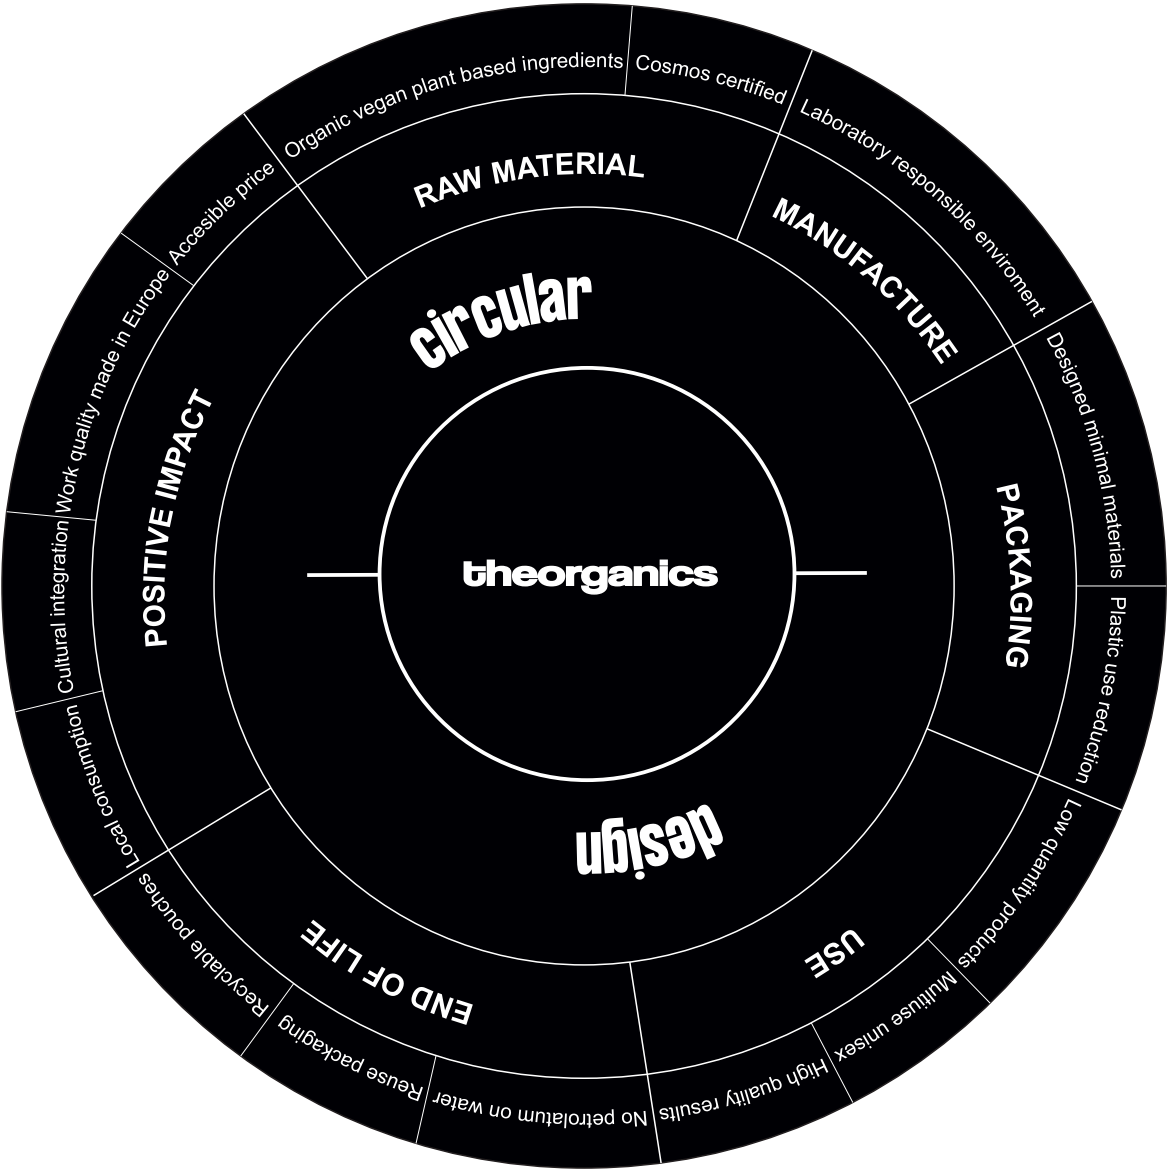 Organic vegan plant based ingredients
Cosmos certified
Laboratory responsible enviroment
Designed minimal materials
Plastic use reduction
Low quantity products
Multiuse unisex
High quality results
No petrolatum on water
Reuse packaging
Recyclable pouches
Local consumption
Cultural integration
Work quality made in Europe
Accesible price
RAW MATERIAL
MANUFACTURE
PACKAGING
USE
END OF LIFE
POSITIVE IMPACT
circular
design
theorganics